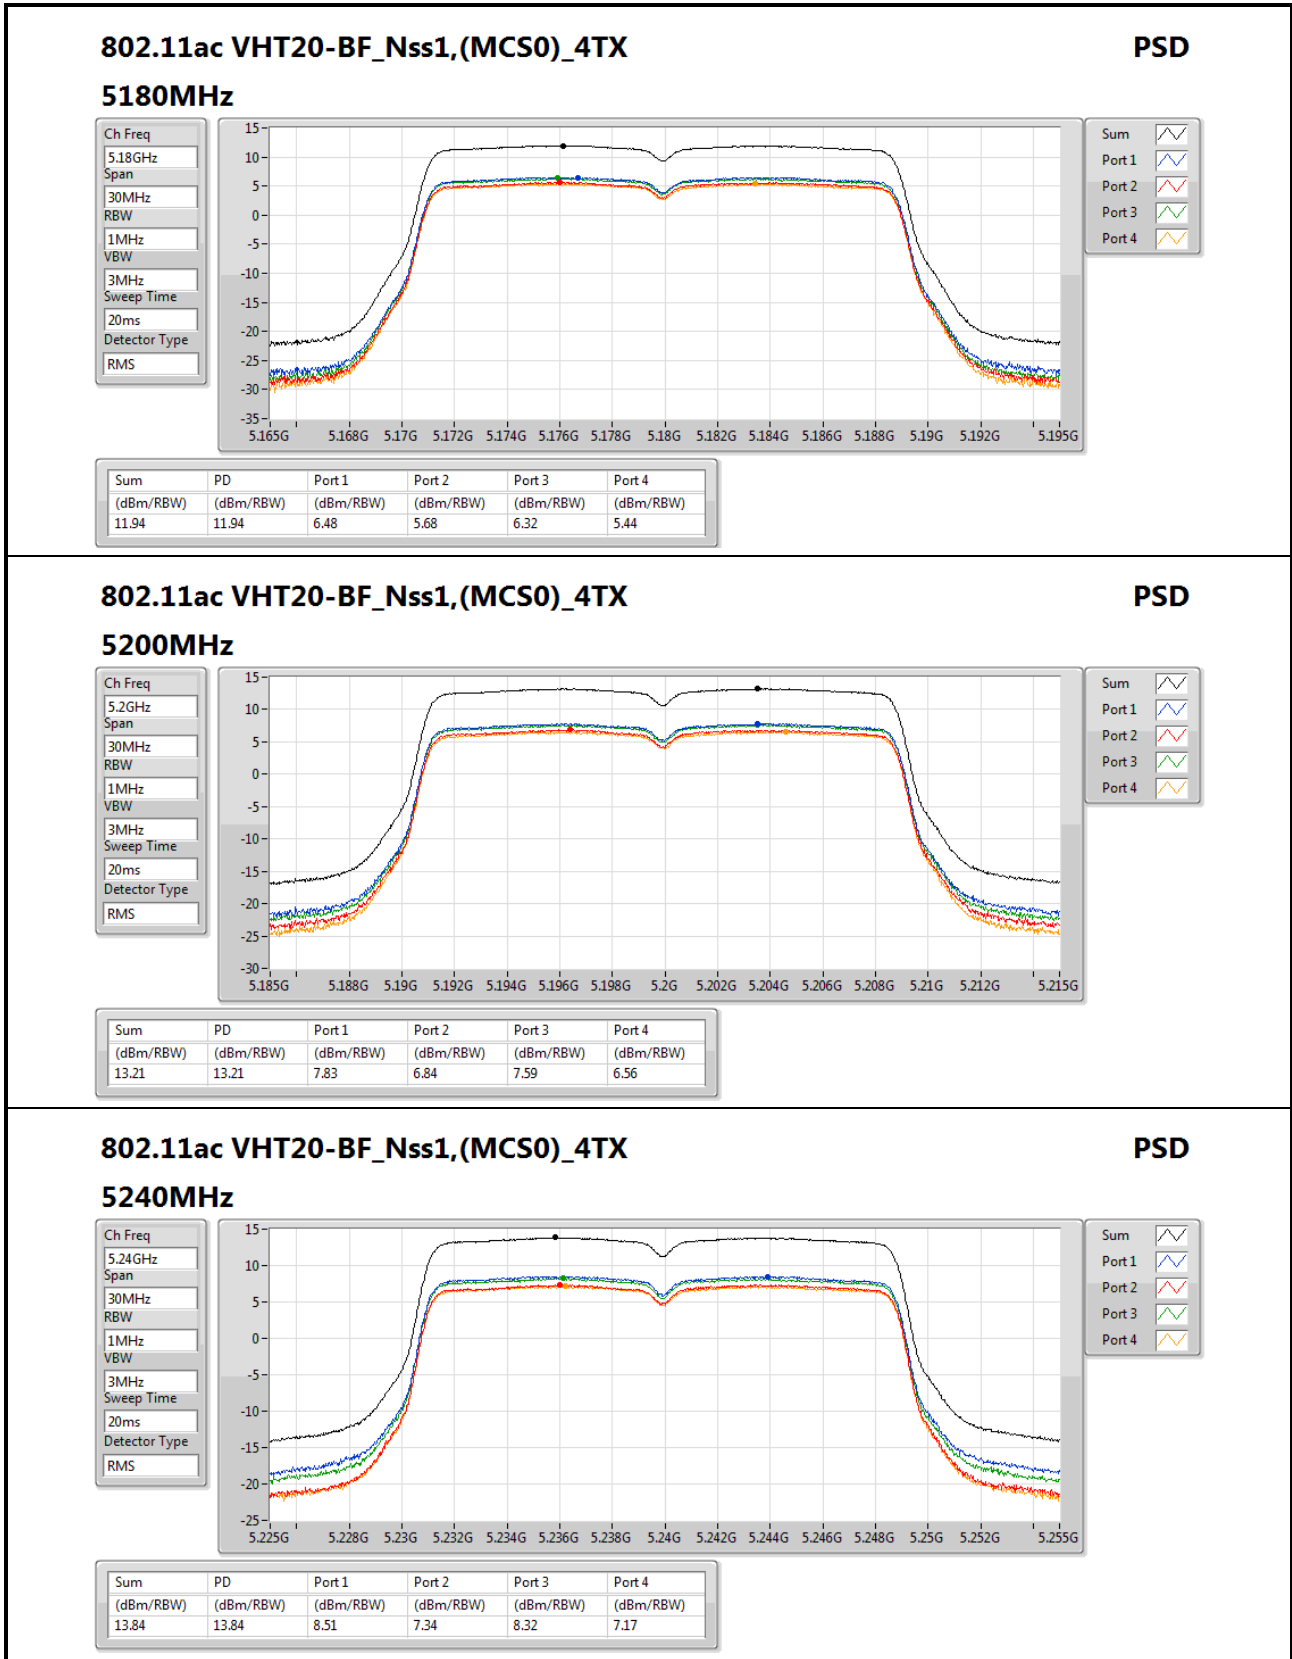 802.11ac VHT20-BF_Nss1,(MCS0)_4TX PSD
5180MHz
Ch Freq
5.18GHz
Span
30MHz
RBW
1MHz
VBW
3MHz
Sweep Time
20ms
Detector Type
RMS
15
10
5
0
-5
-10
-15
-20
-25
-30
-35
5.165G 5.168G 5.17G 5.172G 5.174G 5.176G 5.178G 5.18G 5.182G 5.184G 5.186G 5.188G 5.19G 5.192G 5.195G
Sum
Port 1
Port 2
Port 3
Port 4
Sum PD Port 1 Port 2 Port 3 Port 4
(dBm/RBW) (dBm/RBW) (dBm/RBW) (dBm/RBW) (dBm/RBW) (dBm/RBW)
11.94 11.94 6.48 5.68 6.32 5.44
802.11ac VHT20-BF_Nss1,(MCS0)_4TX PSD
5200MHz
Ch Freq
5.2GHz
Span
30MHz
RBW
1MHz
VBW
3MHz
Sweep Time
20ms
Detector Type
RMS
15
10
5
0
-5
-10
-15
-20
-25
-30
5.185G 5.188G 5.19G 5.192G 5.194G 5.196G 5.198G 5.2G 5.202G 5.204G 5.206G 5.208G 5.21G 5.212G 5.215G
Sum
Port 1
Port 2
Port 3
Port 4
Sum PD Port 1 Port 2 Port 3 Port 4
(dBm/RBW) (dBm/RBW) (dBm/RBW) (dBm/RBW) (dBm/RBW) (dBm/RBW)
13.21 13.21 7.83 6.84 7.59 6.56
802.11ac VHT20-BF_Nss1,(MCS0)_4TX PSD
5240MHz
Ch Freq
5.24GHz
Span
30MHz
RBW
1MHz
VBW
3MHz
Sweep Time
20ms
Detector Type
RMS
15
10
5
0
-5
-10
-15
-20
-25
5.225G 5.228G 5.23G 5.232G 5.234G 5.236G 5.238G 5.24G 5.242G 5.244G 5.246G 5.248G 5.25G 5.252G 5.255G
Sum
Port 1
Port 2
Port 3
Port 4
Sum PD Port 1 Port 2 Port 3 Port 4
(dBm/RBW) (dBm/RBW) (dBm/RBW) (dBm/RBW) (dBm/RBW) (dBm/RBW)
13.84 13.84 8.51 7.34 8.32 7.17